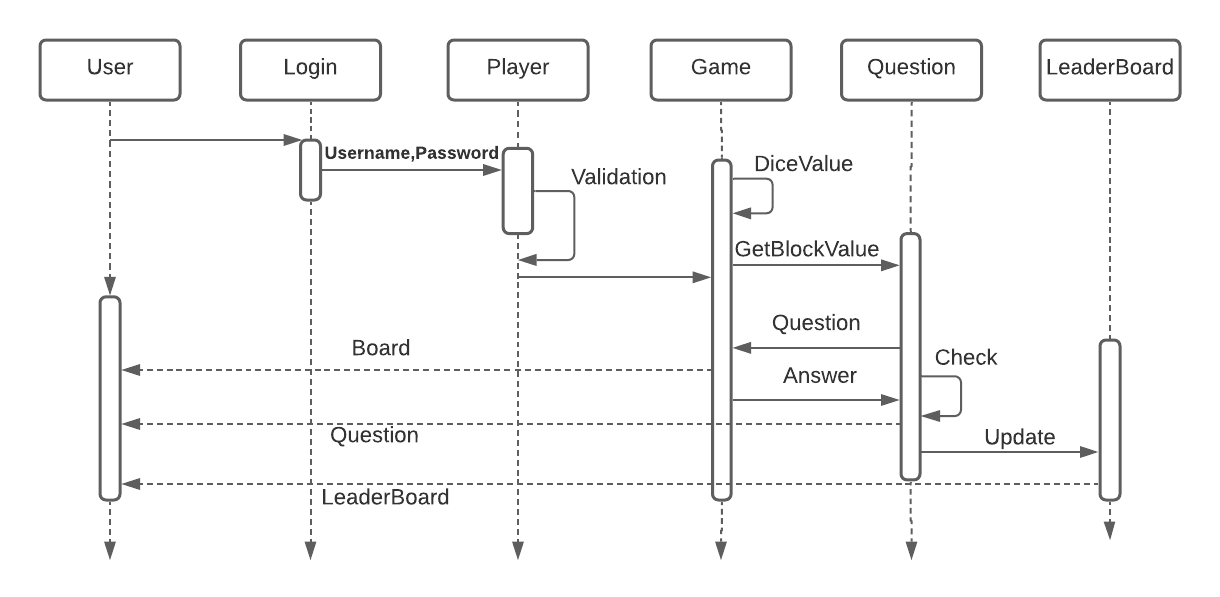 User
Login
Player
Game
Question
LeaderBoard
Username,Password
Validation
DiceValue
GetBlockValue
Question
Board
Check
Answer
Question
Update
LeaderBoard